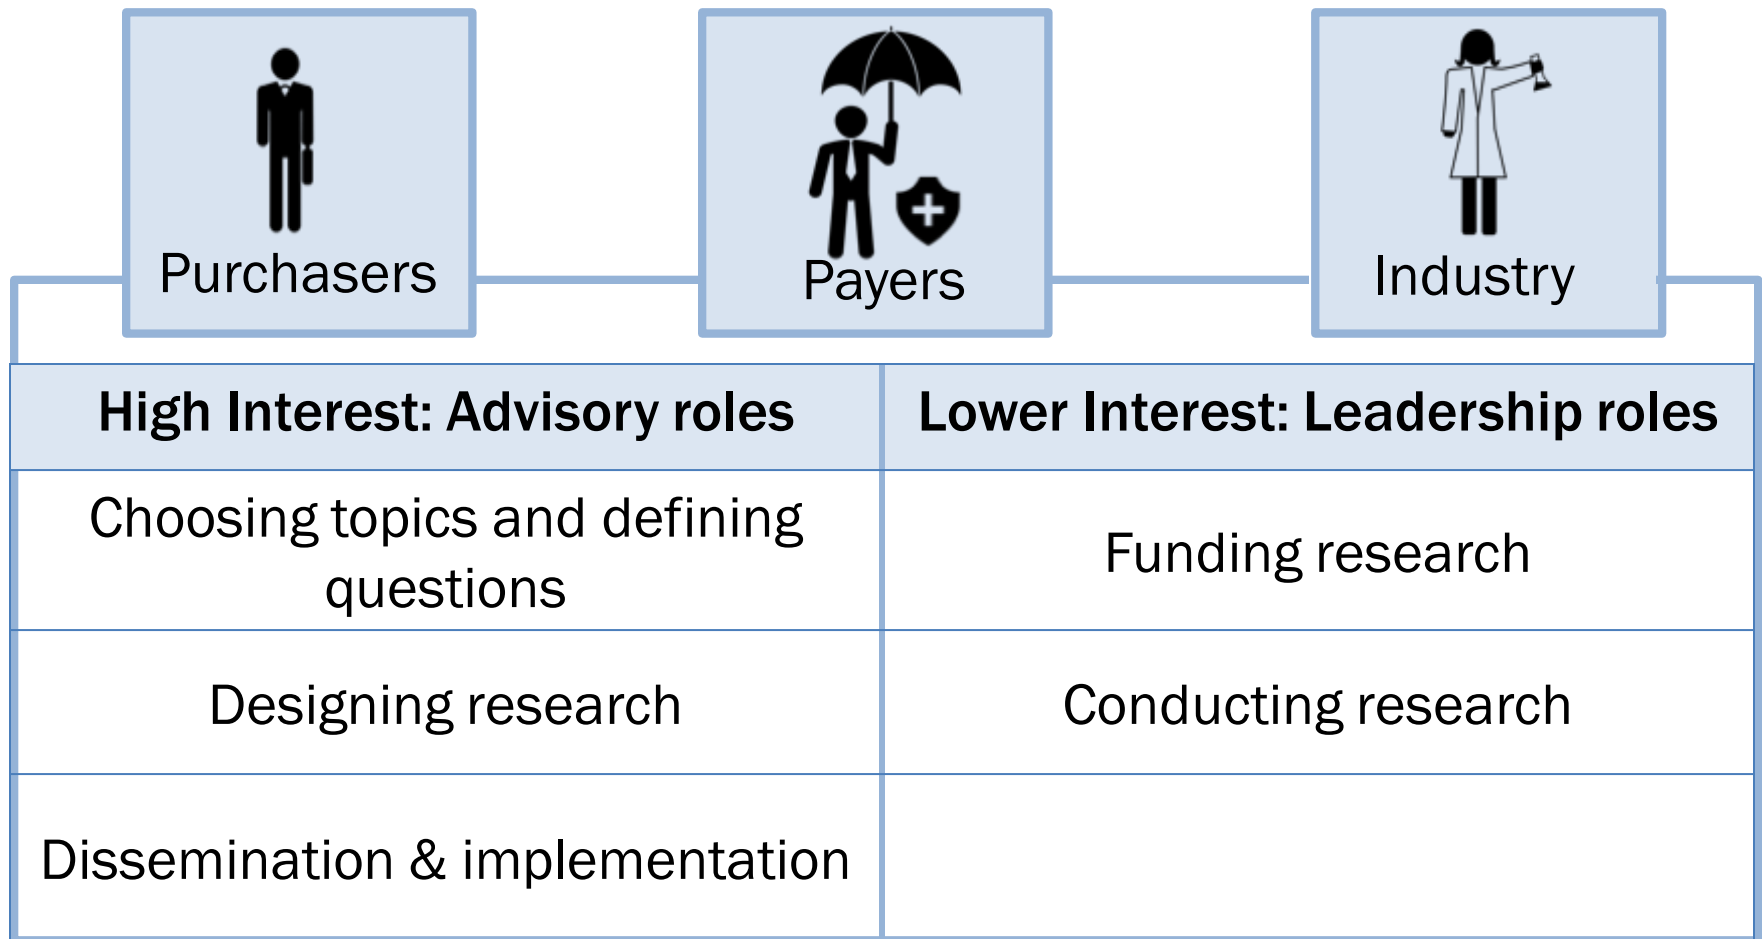 Purchasers
Payers
Industry
High Interest: Advisory roles
Lower Interest: Leadership roles
Choosing topics and defining
questions
Funding research
Designing research
Conducting research
Dissemination & implementation